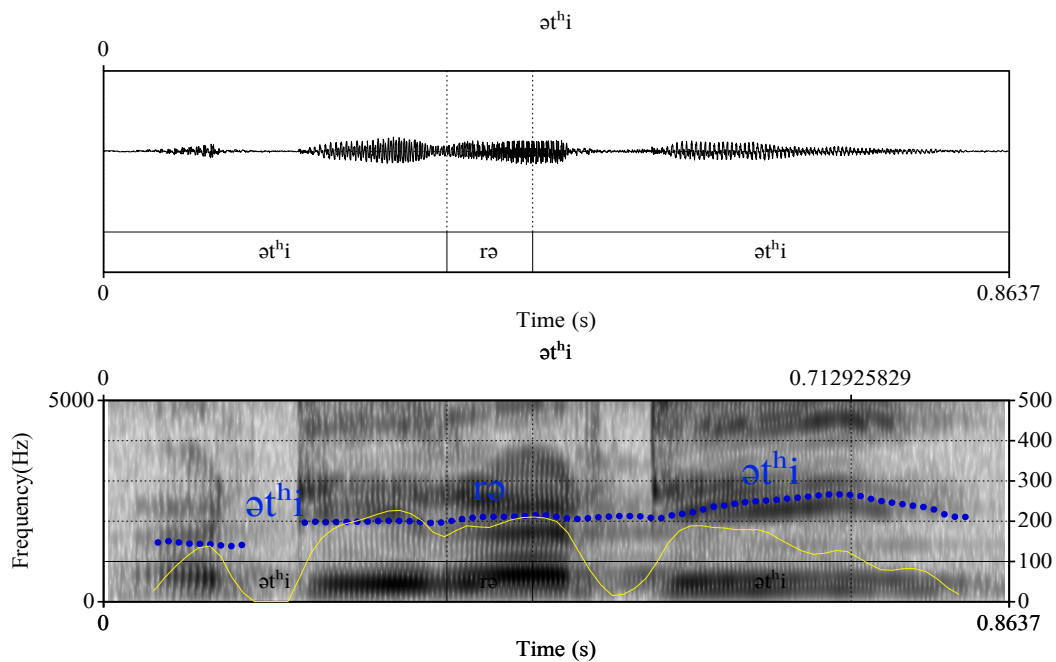 ətʰi
0
ətʰi rə ətʰi
0 0.8637
Time (s)
ətʰi
0 0.712925829
5000 500
400
ətʰi rə ətʰi 300
200
100
ətʰi rə ətʰi
0 0
Frequency(Hz)
0 0.8637
Time (s)